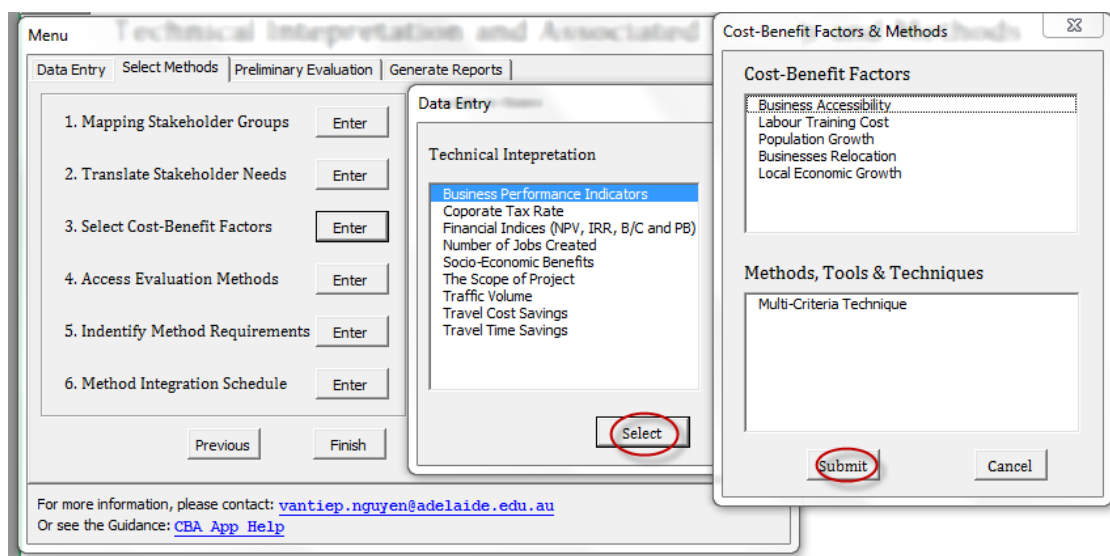 Technical Intepretation and Associated
Methods
Menu
Data Entry
Select Methods
Preliminary Evaluation
Generate Reports
1. Mapping Stakeholder Groups
Enter
2. Translate Stakeholder Needs
Enter
3. Select Cost-Benefit Factors
Enter
4. Access Evaluation Methods
Enter
5. Indentify Method Requirements
Enter
6. Method Integration Schedule
Enter
Previous
Finish
For more information, please contact: vantiep.nguyen@adelaide.edu.au
Or see the Guidance: CBA App Help
Data Entry
Technical Intepretation
Business Performance Indicators
Coporate Tax Rate
Financial Indices (NPV, IRR, B/C and PB)
Number of Jobs Created
Socio-Economic Benefits
The Scope of Project
Traffic Volume
Travel Cost Savings
Travel Time Savings
Select
Cost-Benefit Factors & Methods
Cost-Benefit Factors
Business Accessibility
Labour Training Cost
Population Growth
Businesses Relocation
Local Economic Growth
Methods, Tools & Techniques
Multi-Criteria Technique
Submit
Cancel